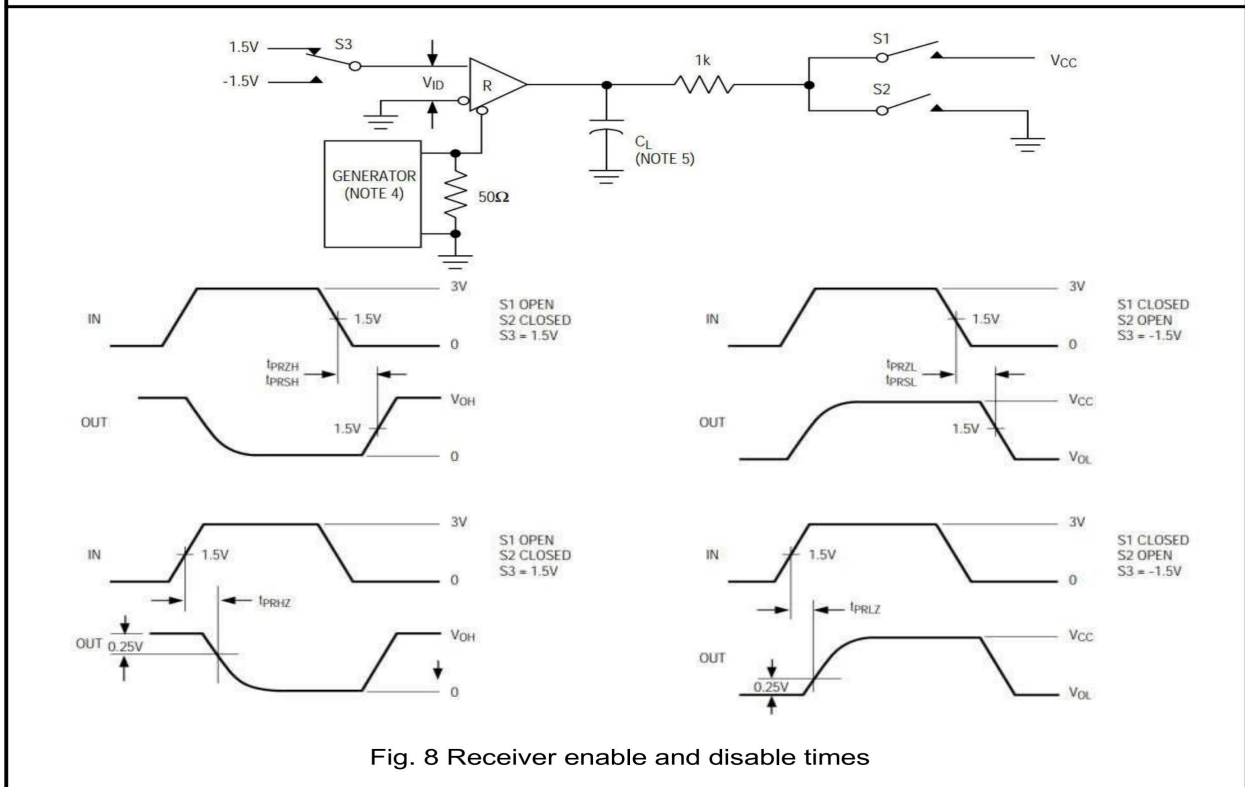 1.5V
S3
-1.5V
VID
R
1k
S1
VCC
S2
CL
(NOTE 5)
GENERATOR
(NOTE 4)
50Ω
IN
3V
1.5V
0
S1 OPEN
S2 CLOSED
S3 = 1.5V
tPRZH
tPRSH
OUT
VOH
1.5V
0
IN
3V
1.5V
0
S1 CLOSED
S2 OPEN
S3 = -1.5V
tPRZL
tPRSL
OUT
VCC
1.5V
VOL
IN
3V
1.5V
0
S1 OPEN
S2 CLOSED
S3 = 1.5V
tPRHZ
OUT
0.25V
VOH
0
IN
3V
1.5V
0
S1 CLOSED
S2 OPEN
S3 = -1.5V
tPRLZ
OUT
0.25V
VCC
VOL
Fig. 8 Receiver enable and disable times